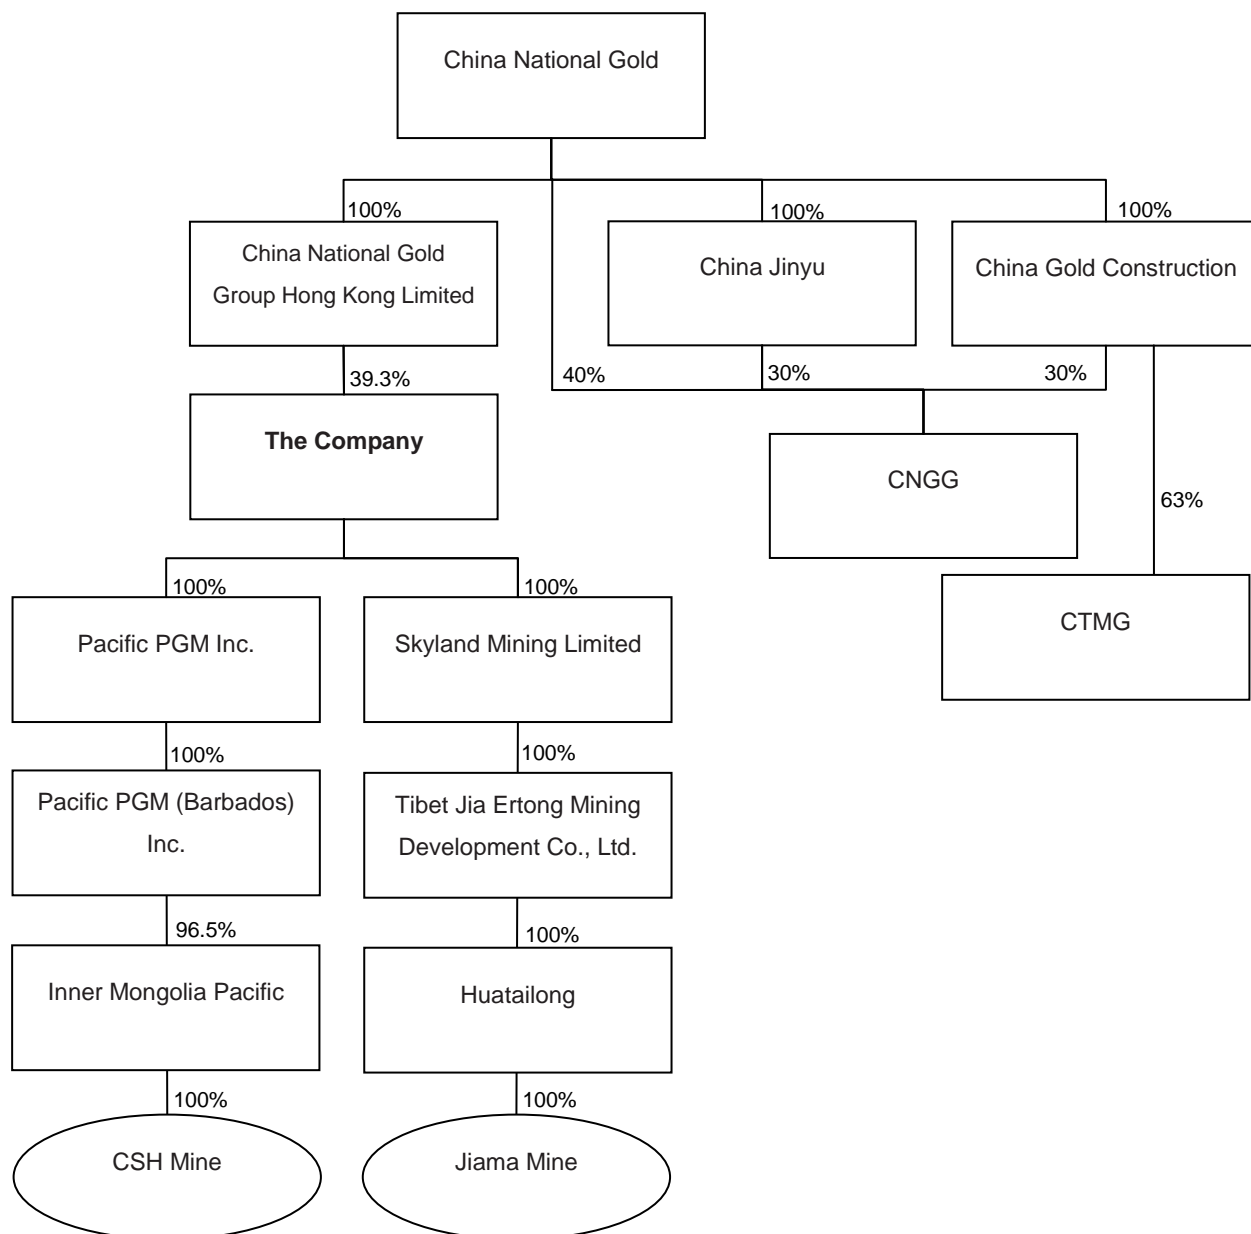 China National Gold
100%
100%
100%
China National Gold
Group Hong Kong Limited
China Jinyu
China Gold Construction
39.3%
40%
30%
30%
The Company
CNGG
63%
CTMG
100%
100%
Pacific PGM Inc.
Skyland Mining Limited
100%
100%
Pacific PGM (Barbados)
Inc.
Tibet Jia Ertong Mining
Development Co., Ltd.
96.5%
100%
Inner Mongolia Pacific
Huatailong
100%
100%
CSH Mine
Jiama Mine